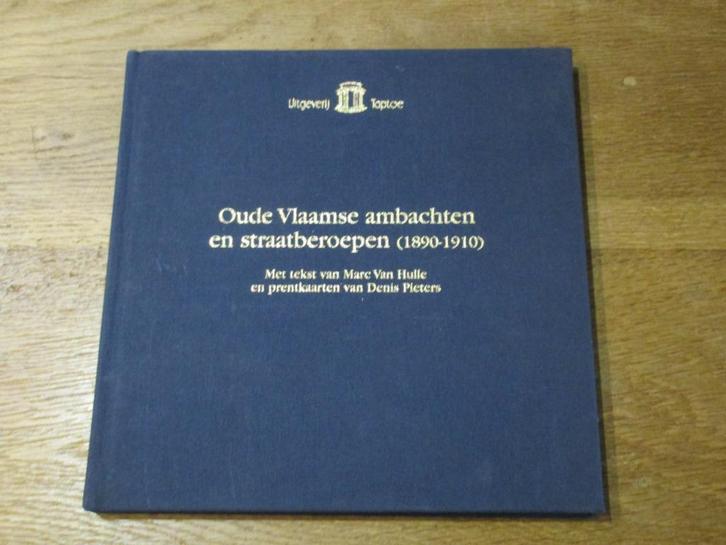 Uitgeverij Taptoe
Oude Vlaamse ambachten
en straatberoepen (1890-1910)
Met tekst van Marc Van Hulle
en prentkaarten van Denis Pieters